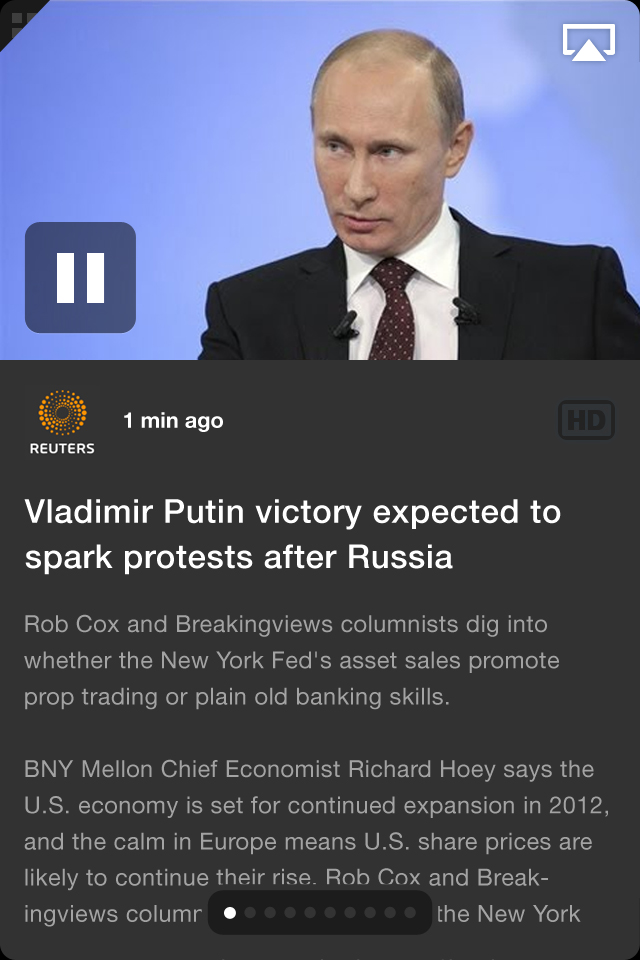 REUTERS
1 min ago
HD
Vladimir Putin victory expected to
spark protests after Russia
Rob Cox and Breakingviews columnists dig into
whether the New York Fed's asset sales promote
prop trading or plain old banking skills.
BNY Mellon Chief Economist Richard Hoey says the
U.S. economy is set for continued expansion in 2012,
and the calm in Europe means U.S. share prices are
likely to continue their rise. Rob Cox and Break-
ingviews the New York